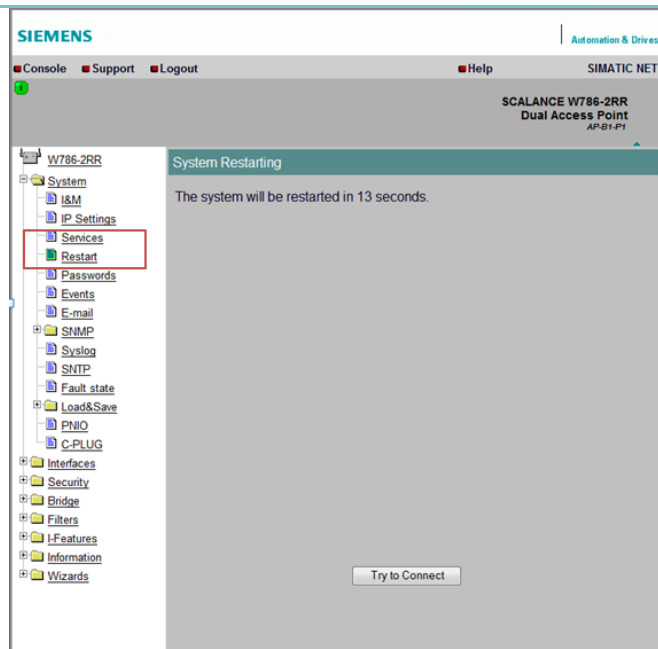 SIEMENS
Automation & Drives
Console Support Logout Help SIMATIC NET
SCALANCE W786-2RR
Dual Access Point
AP-B1-P1
W786-2RR
System Restarting
System
The system will be restarted in 13 seconds.
I&M
IP Settings
Services
Restart
Passwords
Events
E-mail
SNMP
Syslog
SNTP
Fault state
Load&Save
PNIO
C-PLUG
Interfaces
Security
Bridge
Filters
I-Features
Information
Wizards
Try to Connect